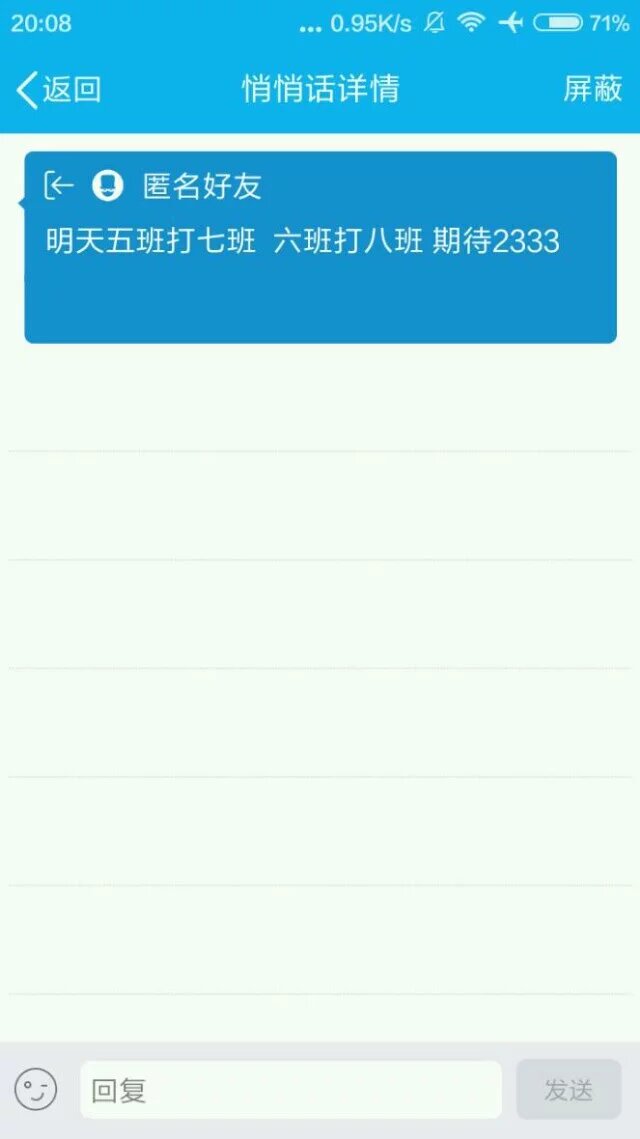 20:08 ... 0.95K/s 71%
返回 悄悄话详情 屏蔽
匿名好友
明天五班打七班 六班打八班 期待2333
回复 发送